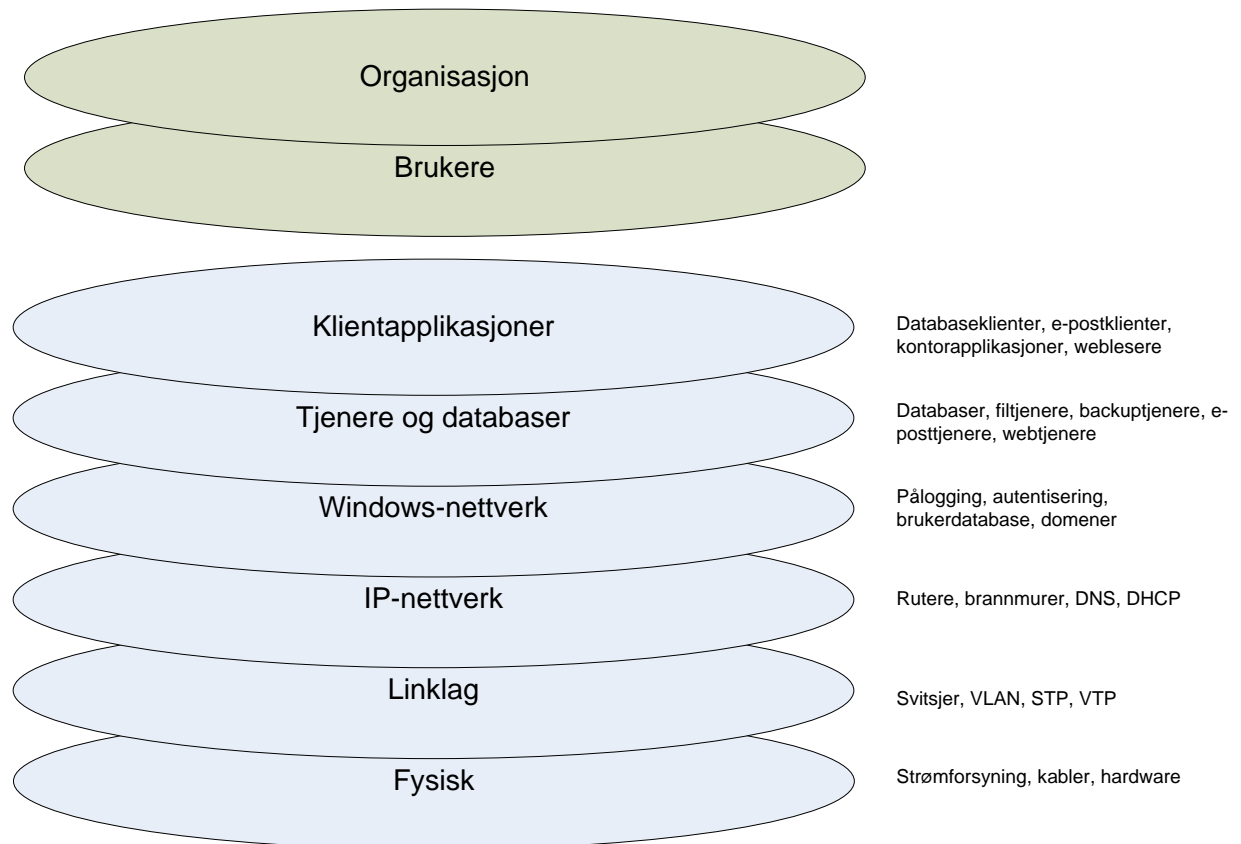 Organisasjon
Brukere
Klientapplikasjoner
Databaseklienter, e-postklienter,
kontorapplikasjoner, weblesere
Tjenere og databaser
Databaser, filtjenere, backuptjenere, e-
posttjenere, webtjenere
Windows-nettverk
Pålogging, autentisering,
brukerdatabase, domener
IP-nettverk
Rutere, brannmurer, DNS, DHCP
Linklag
Svitsjer, VLAN, STP, VTP
Fysisk
Strømforsyning, kabler, hardware